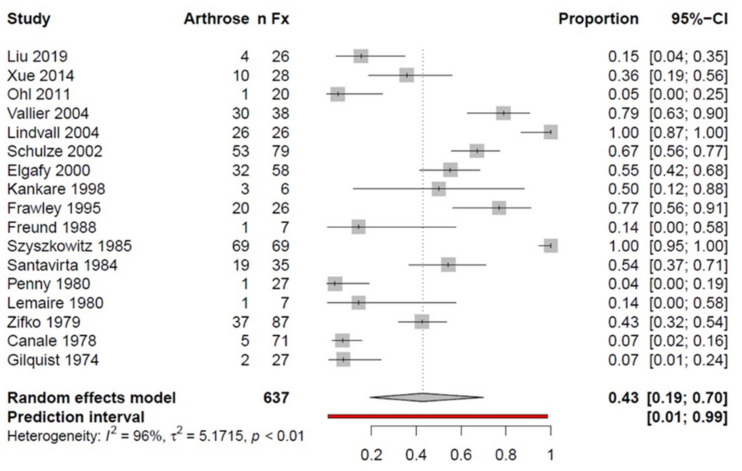 Study Arthrose n Fx Proportion 95%−CI
Liu 2019 4 26 0.15 [0.04; 0.35]
Xue 2014 10 28 0.36 [0.19; 0.56]
Ohl 2011 1 20 0.05 [0.00; 0.25]
Vallier 2004 30 38 0.79 [0.63; 0.90]
Lindvall 2004 26 26 1.00 [0.87; 1.00]
Schulze 2002 53 79 0.67 [0.56; 0.77]
Elgafy 2000 32 58 0.55 [0.42; 0.68]
Kankare 1998 3 6 0.50 [0.12; 0.88]
Frawley 1995 20 26 0.77 [0.56; 0.91]
Freund 1988 1 7 0.14 [0.00; 0.58]
Szyszkowitz 1985 69 69 1.00 [0.95; 1.00]
Santavirta 1984 19 35 0.54 [0.37; 0.71]
Penny 1980 1 27 0.04 [0.00; 0.19]
Lemaire 1980 1 7 0.14 [0.00; 0.58]
Zifko 1979 37 87 0.43 [0.32; 0.54]
Canale 1978 5 71 0.07 [0.02; 0.16]
Gilquist 1974 2 27 0.07 [0.01; 0.24]
Random effects model 637 0.43 [0.19; 0.70]
Prediction interval [0.01; 0.99]
Heterogeneity: I² = 96%, τ² = 5.1715, p < 0.01
0.2 0.4 0.6 0.8 1